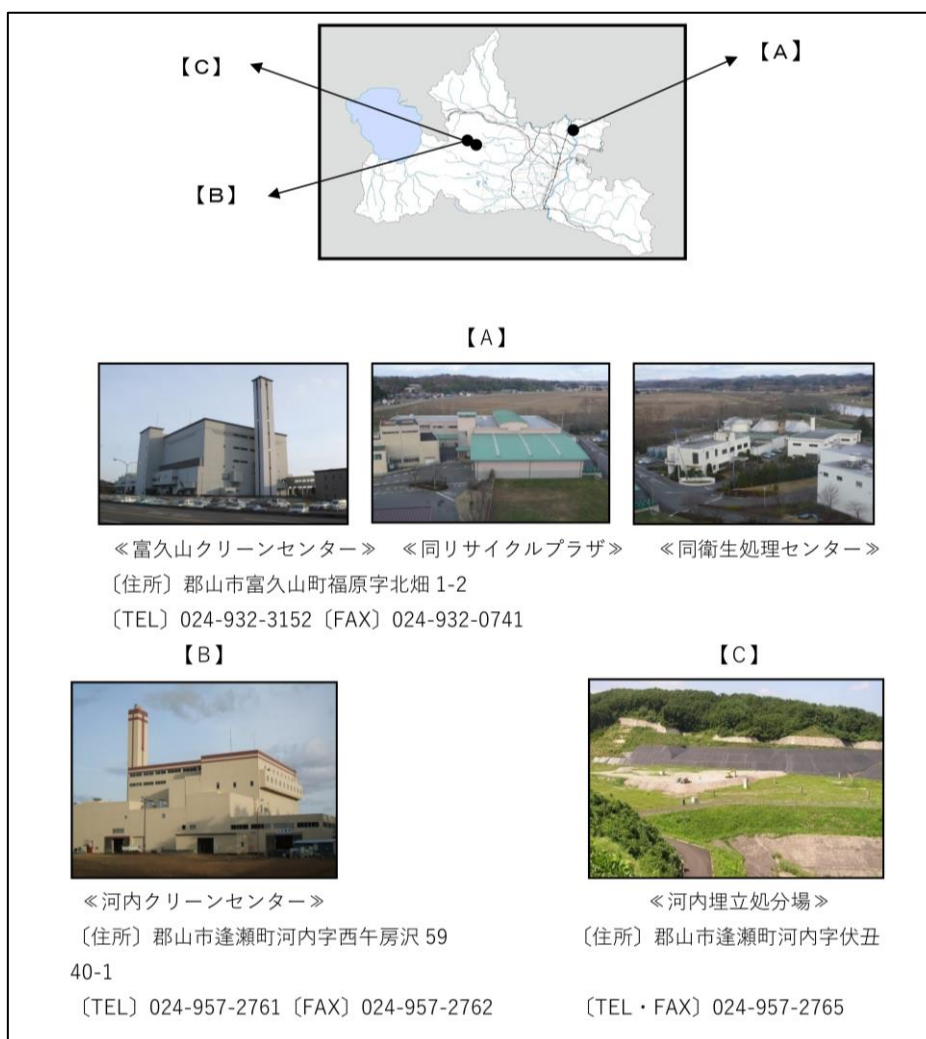 【C】
【A】
【B】
【A】
≪富久山クリーンセンター≫ ≪同リサイクルプラザ≫ ≪同衛生処理センター≫
〔住所〕郡山市富久山町福原字北畑 1-2
〔TEL〕024-932-3152〔FAX〕024-932-0741
【B】
≪河内クリーンセンター≫
〔住所〕郡山市逢瀬町河内字西午房沢 59
40-1
〔TEL〕024-957-2761〔FAX〕024-957-2762
【C】
≪河内埋立処分場≫
〔住所〕郡山市逢瀬町河内字伏丑
〔TEL・FAX〕024-957-2765